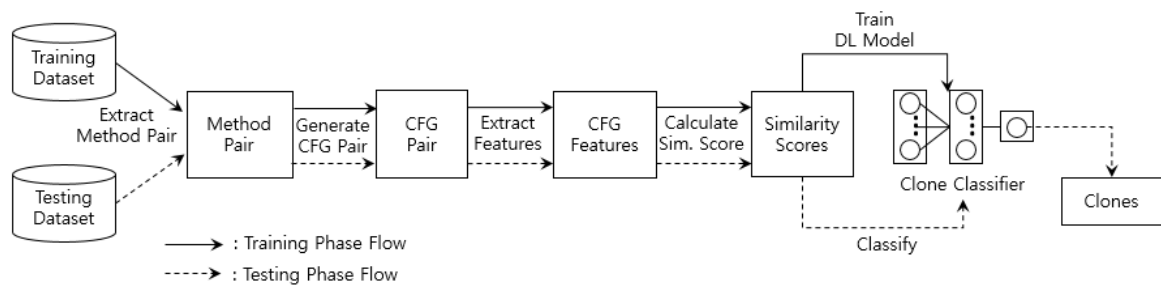 Training
Dataset
Extract
Method Pair
Testing
Dataset
Method
Pair
Generate
CFG Pair
CFG
Pair
Extract
Features
CFG
Features
Calculate
Sim. Score
Similarity
Scores
Train
DL Model
Clone Classifier
Classify
Clones
: Training Phase Flow
: Testing Phase Flow